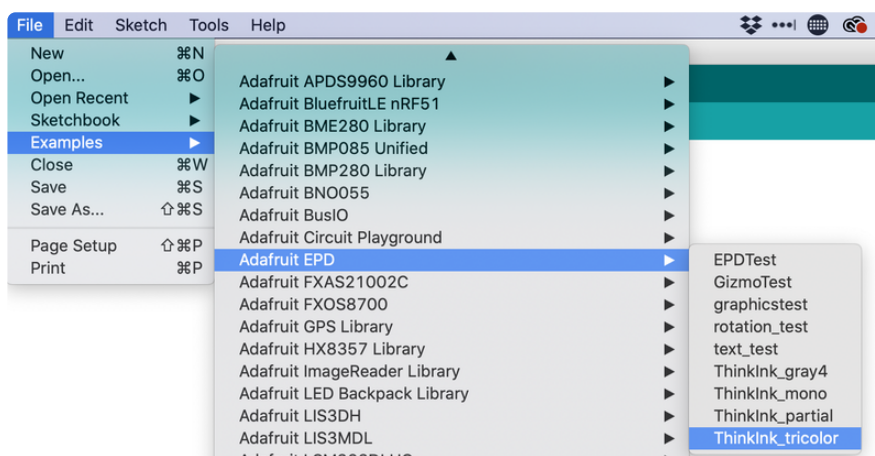 File Edit Sketch Tools Help
New ⌘N
Open... ⌘O
Open Recent ▶
Sketchbook ▶
Examples ▶
Close ⌘W
Save ⌘S
Save As... ⇧⌘S
Page Setup ⇧⌘P
Print ⌘P
Adafruit APDS9960 Library
Adafruit BluefruitLE nRF51
Adafruit BME280 Library
Adafruit BMP085 Unified
Adafruit BMP280 Library
Adafruit BNO055
Adafruit BusIO
Adafruit Circuit Playground
Adafruit EPD
Adafruit FXAS21002C
Adafruit FXOS8700
Adafruit GPS Library
Adafruit HX8357 Library
Adafruit ImageReader Library
Adafruit LED Backpack Library
Adafruit LIS3DH
Adafruit LIS3MDL
EPDTest
GizmoTest
graphicstest
rotation_test
text_test
ThinkInk_gray4
ThinkInk_mono
ThinkInk_partial
ThinkInk_tricolor